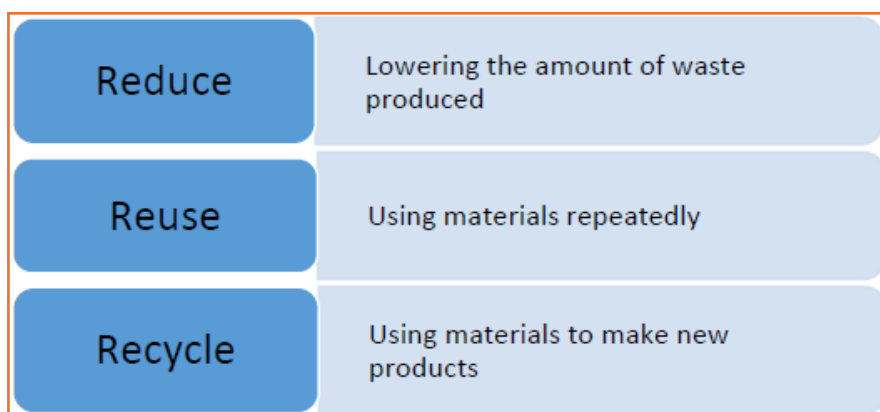 Reduce
Lowering the amount of waste
produced
Reuse
Using materials repeatedly
Recycle
Using materials to make new
products